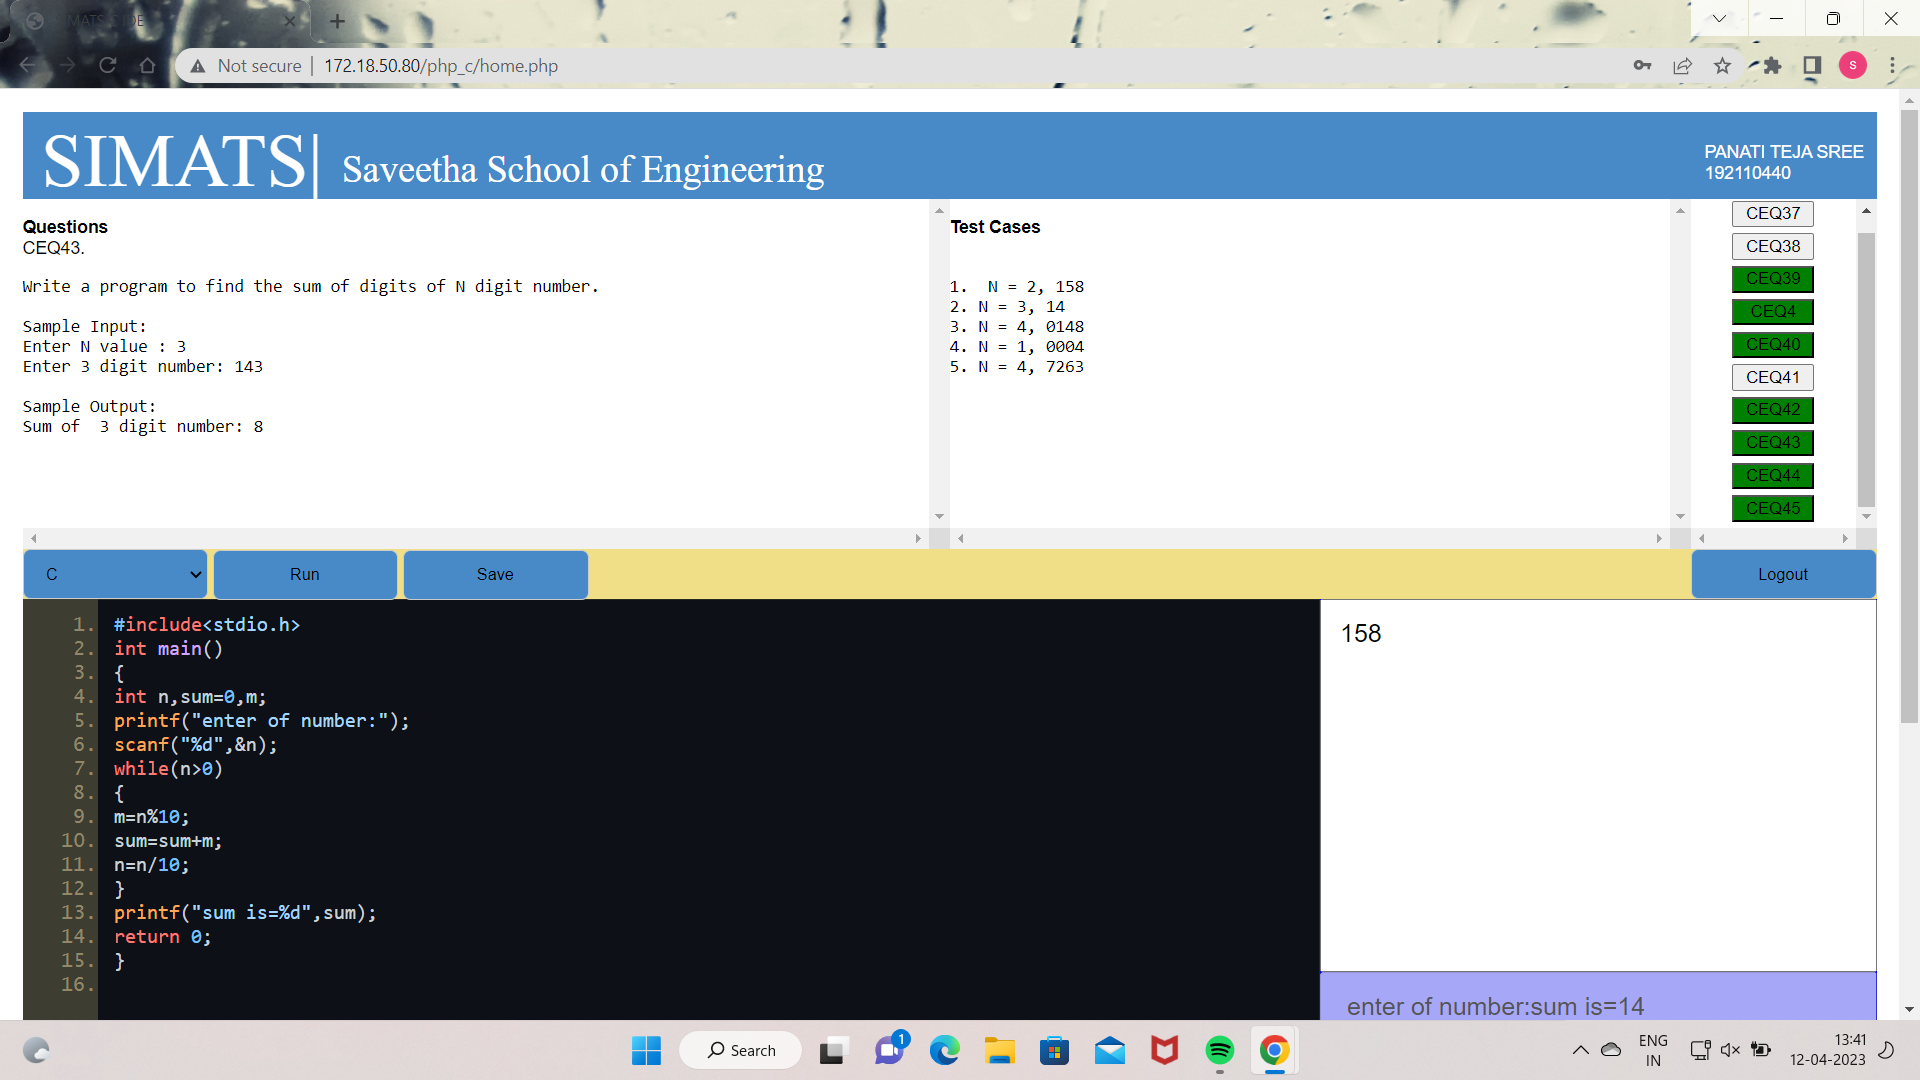 SIMATS C IDE
Not secure | 172.18.50.80/php_c/home.php
S
SIMATS| Saveetha School of Engineering
PANATI TEJA SREE
192110440
Questions
CEQ43.
Write a program to find the sum of digits of N digit number.
Sample Input:
Enter N value : 3
Enter 3 digit number: 143
Sample Output:
Sum of  3 digit number: 8
Test Cases
1.  N = 2, 158
2. N = 3, 14
3. N = 4, 0148
4. N = 1, 0004
5. N = 4, 7263
CEQ37
CEQ38
CEQ39
CEQ4
CEQ40
CEQ41
CEQ42
CEQ43
CEQ44
CEQ45
C
Run
Save
Logout
1. #include<stdio.h>
2. int main()
3. {
4. int n,sum=0,m;
5. printf("enter of number:");
6. scanf("%d",&n);
7. while(n>0)
8. {
9. m=n%10;
10. sum=sum+m;
11. n=n/10;
12. }
13. printf("sum is=%d",sum);
14. return 0;
15. }
16.
158
enter of number:sum is=14
Search
1
ENG
IN
13:41
12-04-2023